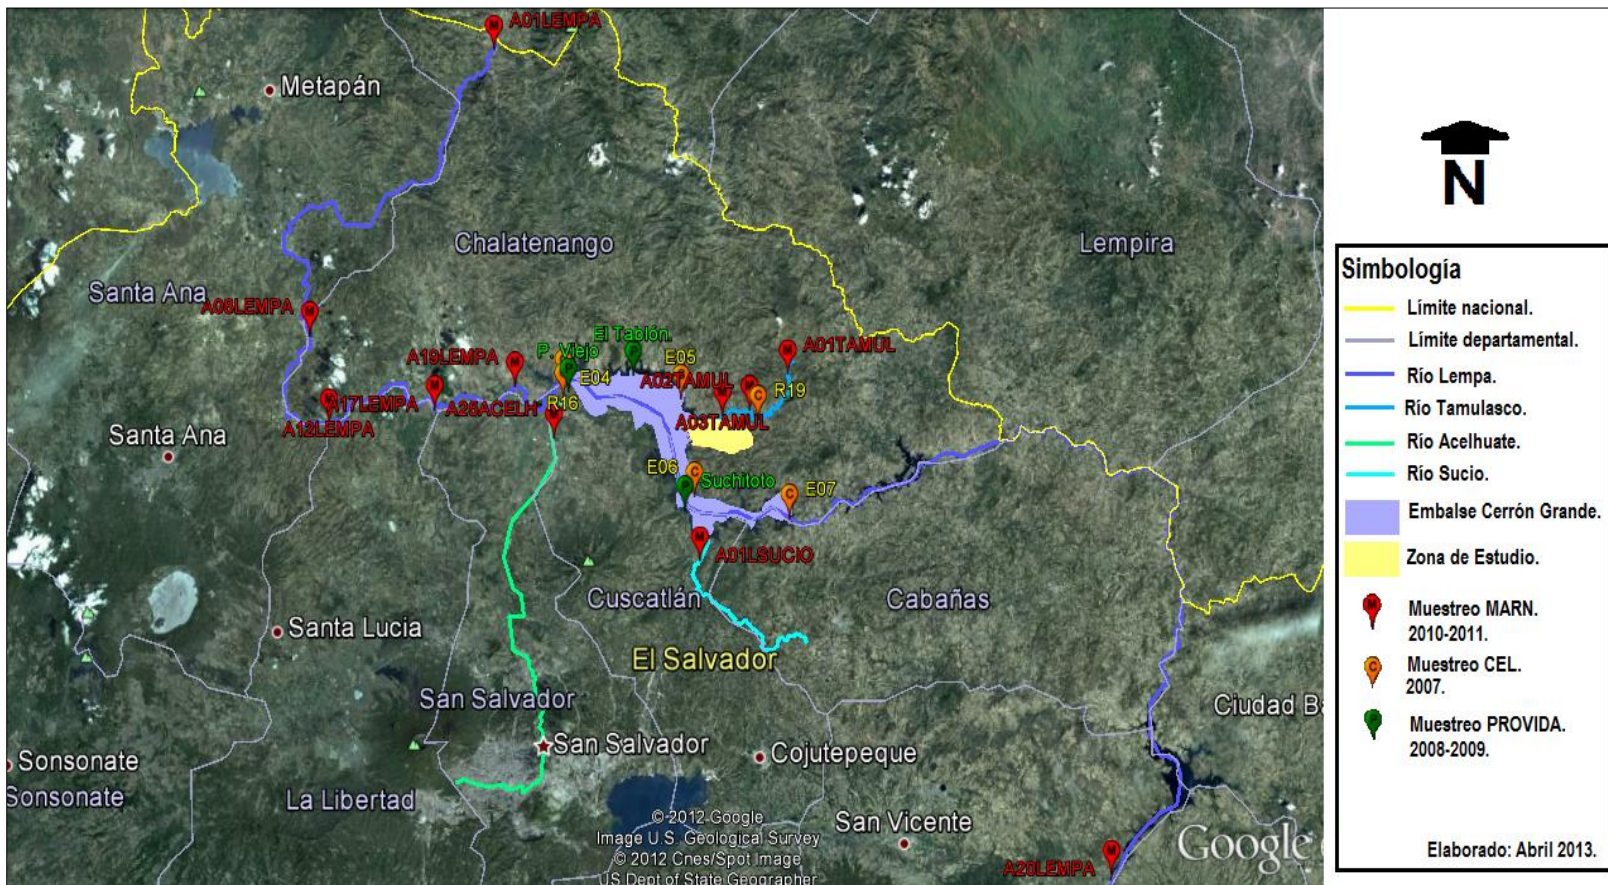 A01LEMPA
Metapán
Chalatenango
Lempira
Santa Ana
A08LEMPA
El Tablón.
P. Viejo
A19LEMPA
E05
A01TAMUL
E04
A02TAMUL
R19
A17LEMPA
A25ACELH
R16
A03TAMUL
A12LEMPA
Santa Ana
E06
Suchitoto
E07
A01LSUCIO
Cuscatlán
Cabañas
Santa Lucia
El Salvador
San Salvador
Ciudad Ba
San Salvador
Cojutepeque
Sonsonate
Sonsonate
La Libertad
San Vicente
© 2012 Google
Image U.S. Geological Survey
© 2012 Cnes/Spot Image
US Dept of State Geographer
Google
A20LEMPA
N
Simbología
Límite nacional.
Límite departamental.
Río Lempa.
Río Tamulasco.
Río Acelhuate.
Río Sucio.
Embalse Cerrón Grande.
Zona de Estudio.
M
Muestreo MARN.
2010-2011.
C
Muestreo CEL.
2007.
P
Muestreo PROVIDA.
2008-2009.
Elaborado: Abril 2013.